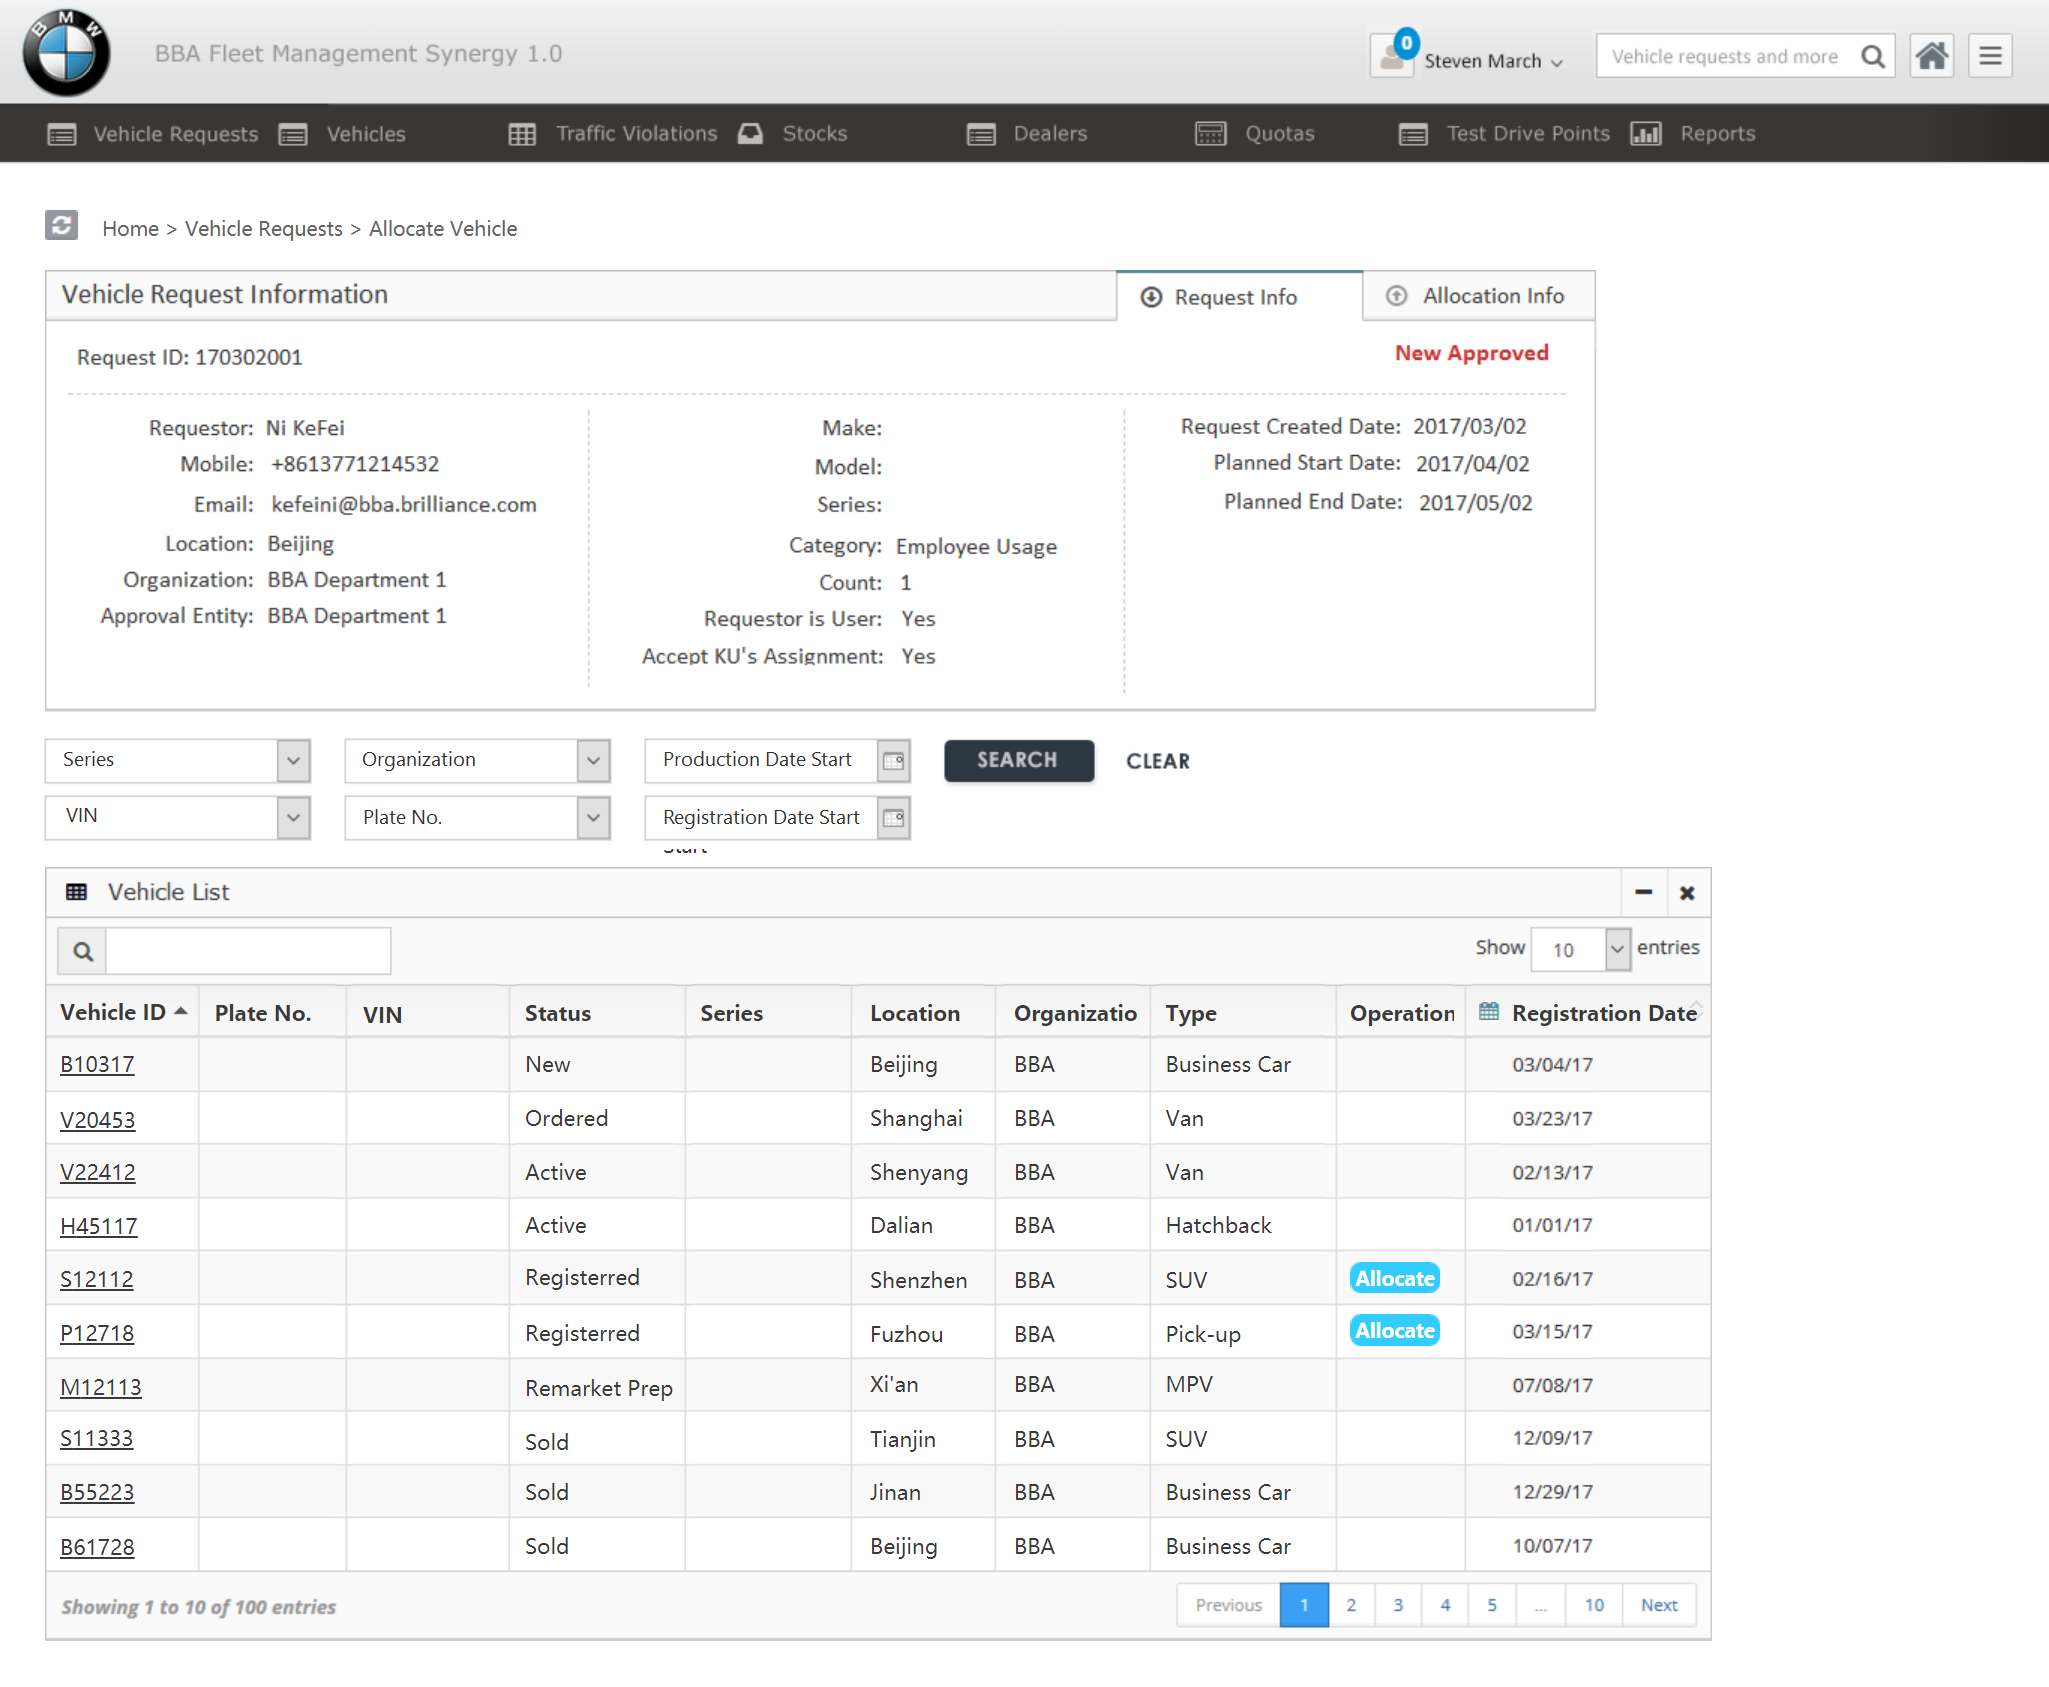 BMW
BBA Fleet Management Synergy 1.0
0
Steven March
Vehicle requests and more
Vehicle Requests
Vehicles
Traffic Violations
Stocks
Dealers
Quotas
Test Drive Points
Reports
Home > Vehicle Requests > Allocate Vehicle
Vehicle Request Information
Request Info
Allocation Info
Request ID: 170302001
New Approved
Requestor: Ni KeFei
Mobile: +8613771214532
Email: kefeini@bba.brilliance.com
Location: Beijing
Organization: BBA Department 1
Approval Entity: BBA Department 1
Make:
Model:
Series:
Category: Employee Usage
Count: 1
Requestor is User: Yes
Accept KU's Assignment: Yes
Request Created Date: 2017/03/02
Planned Start Date: 2017/04/02
Planned End Date: 2017/05/02
Series
Organization
Production Date Start
SEARCH
CLEAR
VIN
Plate No.
Registration Date Start
Start
Vehicle List
Show 10 entries
Vehicle ID Plate No. VIN Status Series Location Organizatio Type Operation Registration Date
B10317 New Beijing BBA Business Car 03/04/17
V20453 Ordered Shanghai BBA Van 03/23/17
V22412 Active Shenyang BBA Van 02/13/17
H45117 Active Dalian BBA Hatchback 01/01/17
S12112 Registerred Shenzhen BBA SUV Allocate 02/16/17
P12718 Registerred Fuzhou BBA Pick-up Allocate 03/15/17
M12113 Remarket Prep Xi'an BBA MPV 07/08/17
S11333 Sold Tianjin BBA SUV 12/09/17
B55223 Sold Jinan BBA Business Car 12/29/17
B61728 Sold Beijing BBA Business Car 10/07/17
Showing 1 to 10 of 100 entries
Previous 1 2 3 4 5 ... 10 Next